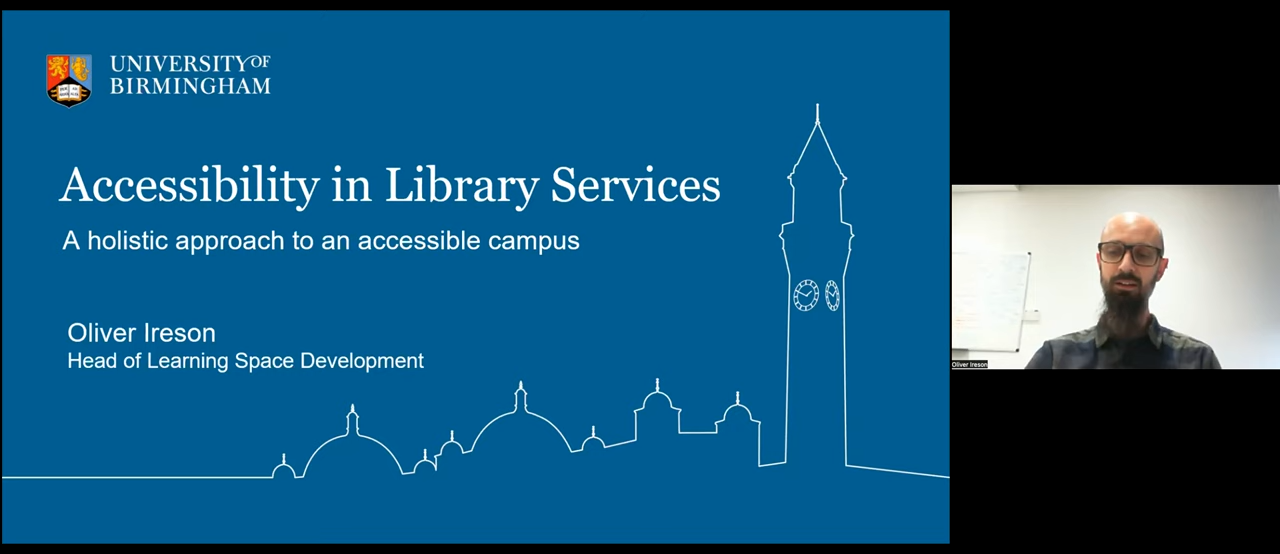 UNIVERSITY OF
BIRMINGHAM
Accessibility in Library Services
A holistic approach to an accessible campus
Oliver Ireson
Head of Learning Space Development
Oliver Ireson